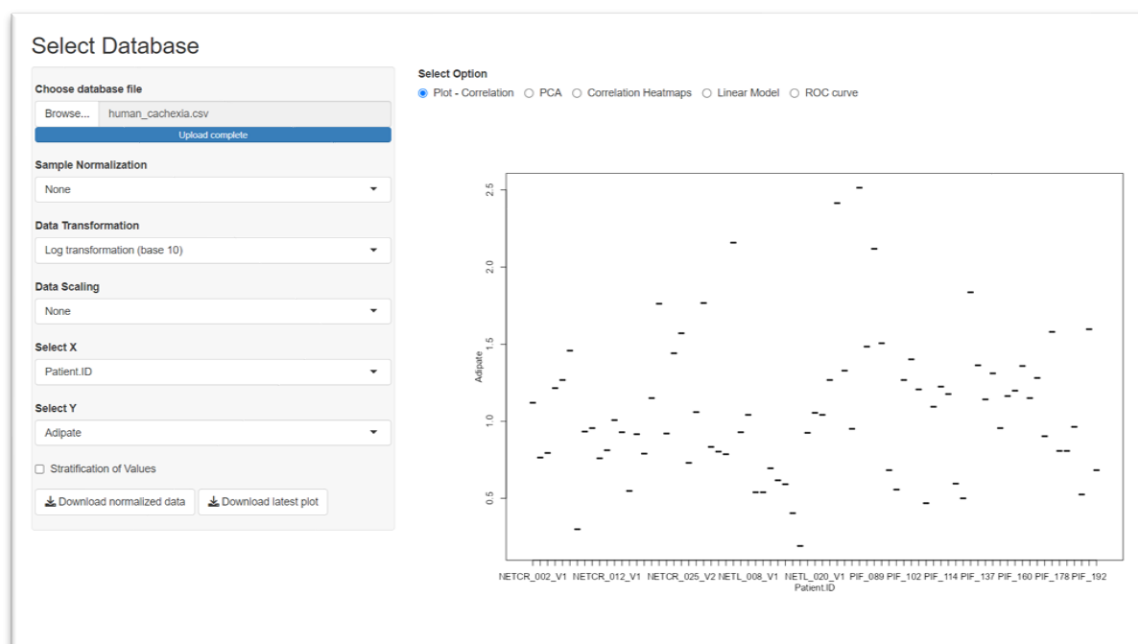 Select Database
Choose database file
Browse... human_cachexia.csv
Upload complete
Sample Normalization
None
Data Transformation
Log transformation (base 10)
Data Scaling
None
Select X
Patient.ID
Select Y
Adipate
Stratification of Values
Download normalized data Download latest plot
Select Option
Plot - Correlation PCA Correlation Heatmaps Linear Model ROC curve
2.5
2.0
1.5
1.0
0.5
Adipate
NETCR_002_V1 NETCR_012_V1 NETCR_025_V2 NETL_008_V1 NETL_020_V1 PIF_089 PIF_102 PIF_114 PIF_137 PIF_160 PIF_178 PIF_192
Patient.ID